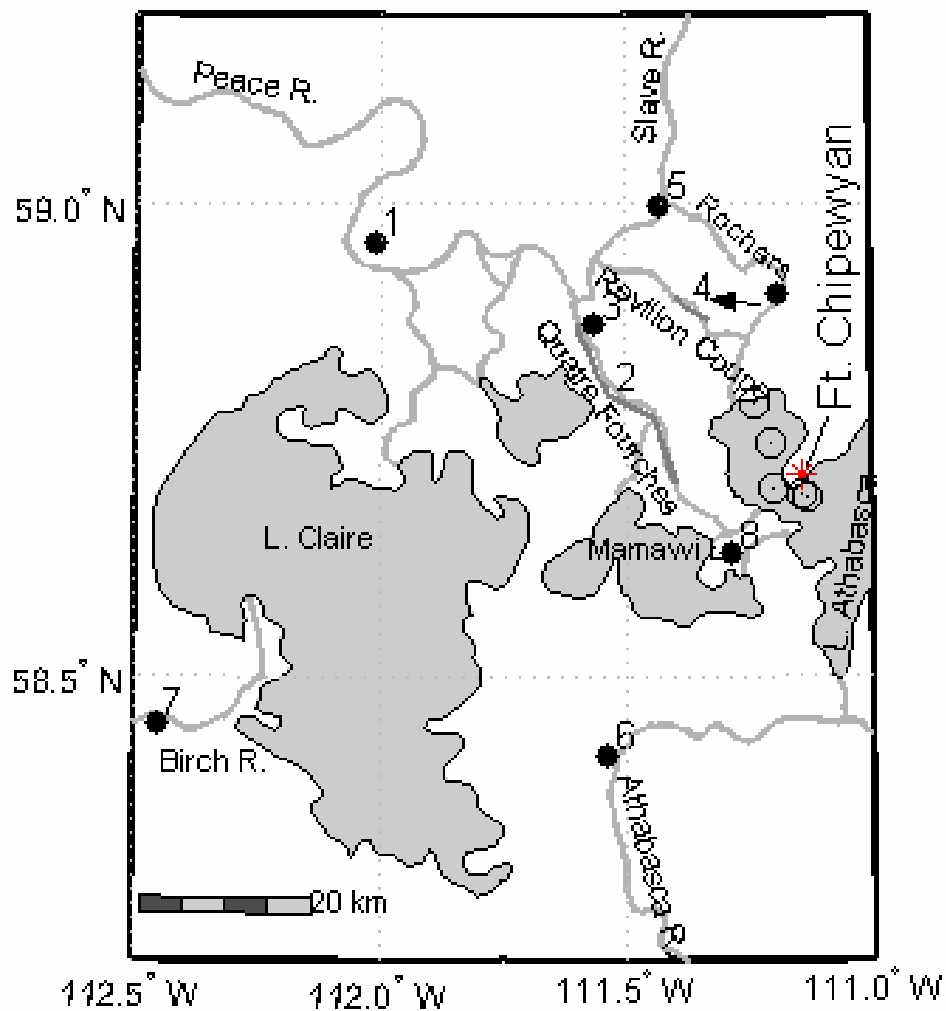 Peace R.
Slave R.
59.0° N
1
5
Rochers
Ft. Chipewyan
4
Revillon Coupe
3
Quatre Fourches
2
L. Claire
Mamawi L.
8
L. Athabasca
58.5° N
7
Birch R.
6
Athabasca R.
20 km
112.5° W
112.0° W
111.5° W
111.0° W